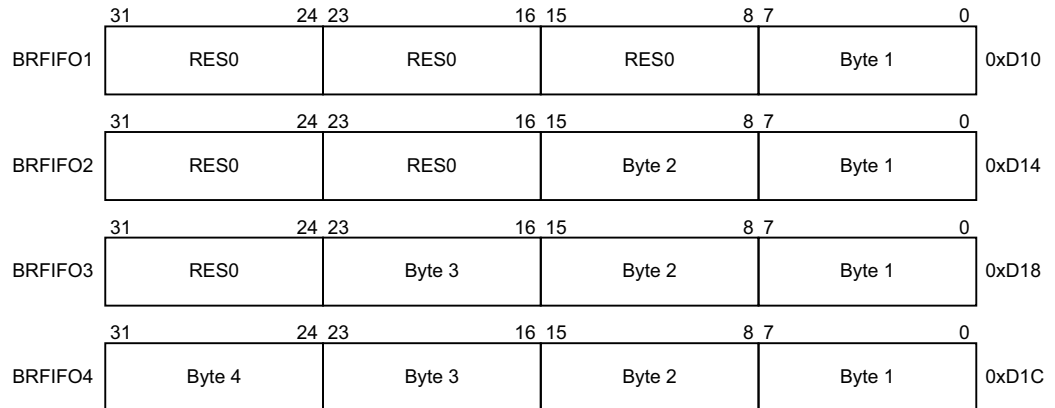 31 24 23 16 15 8 7 0
BRFIFO1 RES0 RES0 RES0 Byte 1 0xD10
31 24 23 16 15 8 7 0
BRFIFO2 RES0 RES0 Byte 2 Byte 1 0xD14
31 24 23 16 15 8 7 0
BRFIFO3 RES0 Byte 3 Byte 2 Byte 1 0xD18
31 24 23 16 15 8 7 0
BRFIFO4 Byte 4 Byte 3 Byte 2 Byte 1 0xD1C